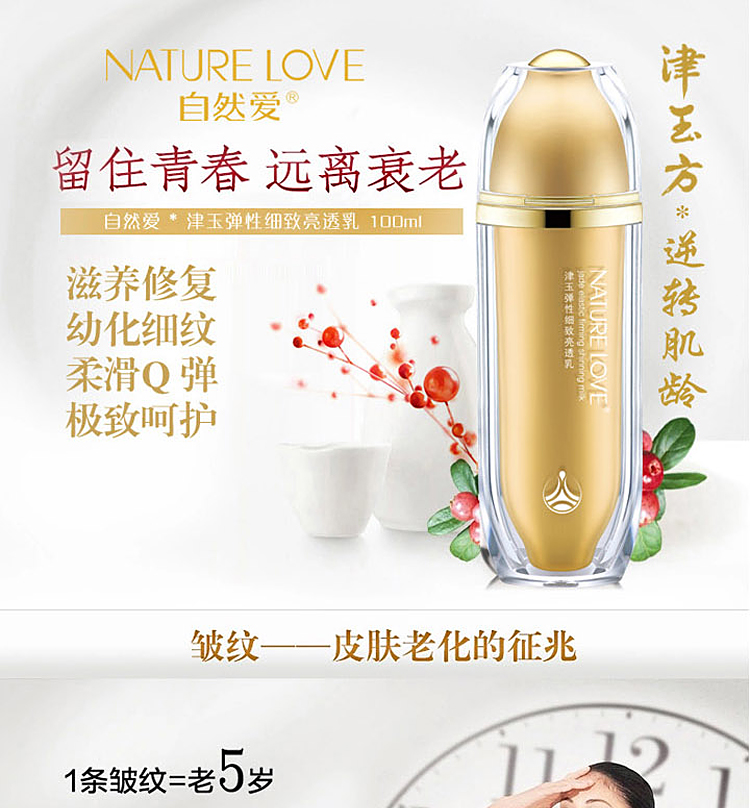 NATURE LOVE
自然爱®
留住青春 远离衰老
自然爱 * 津玉弹性细致亮透乳 100ml
滋养修复
幼化细纹
柔滑Q 弹
极致呵护
津玉方*逆转肌龄
NATURE LOVE®
jade elastic firming shinning milk
津玉弹性细致亮透乳
皱纹——皮肤老化的征兆
1条皱纹=老5岁
11 12 1